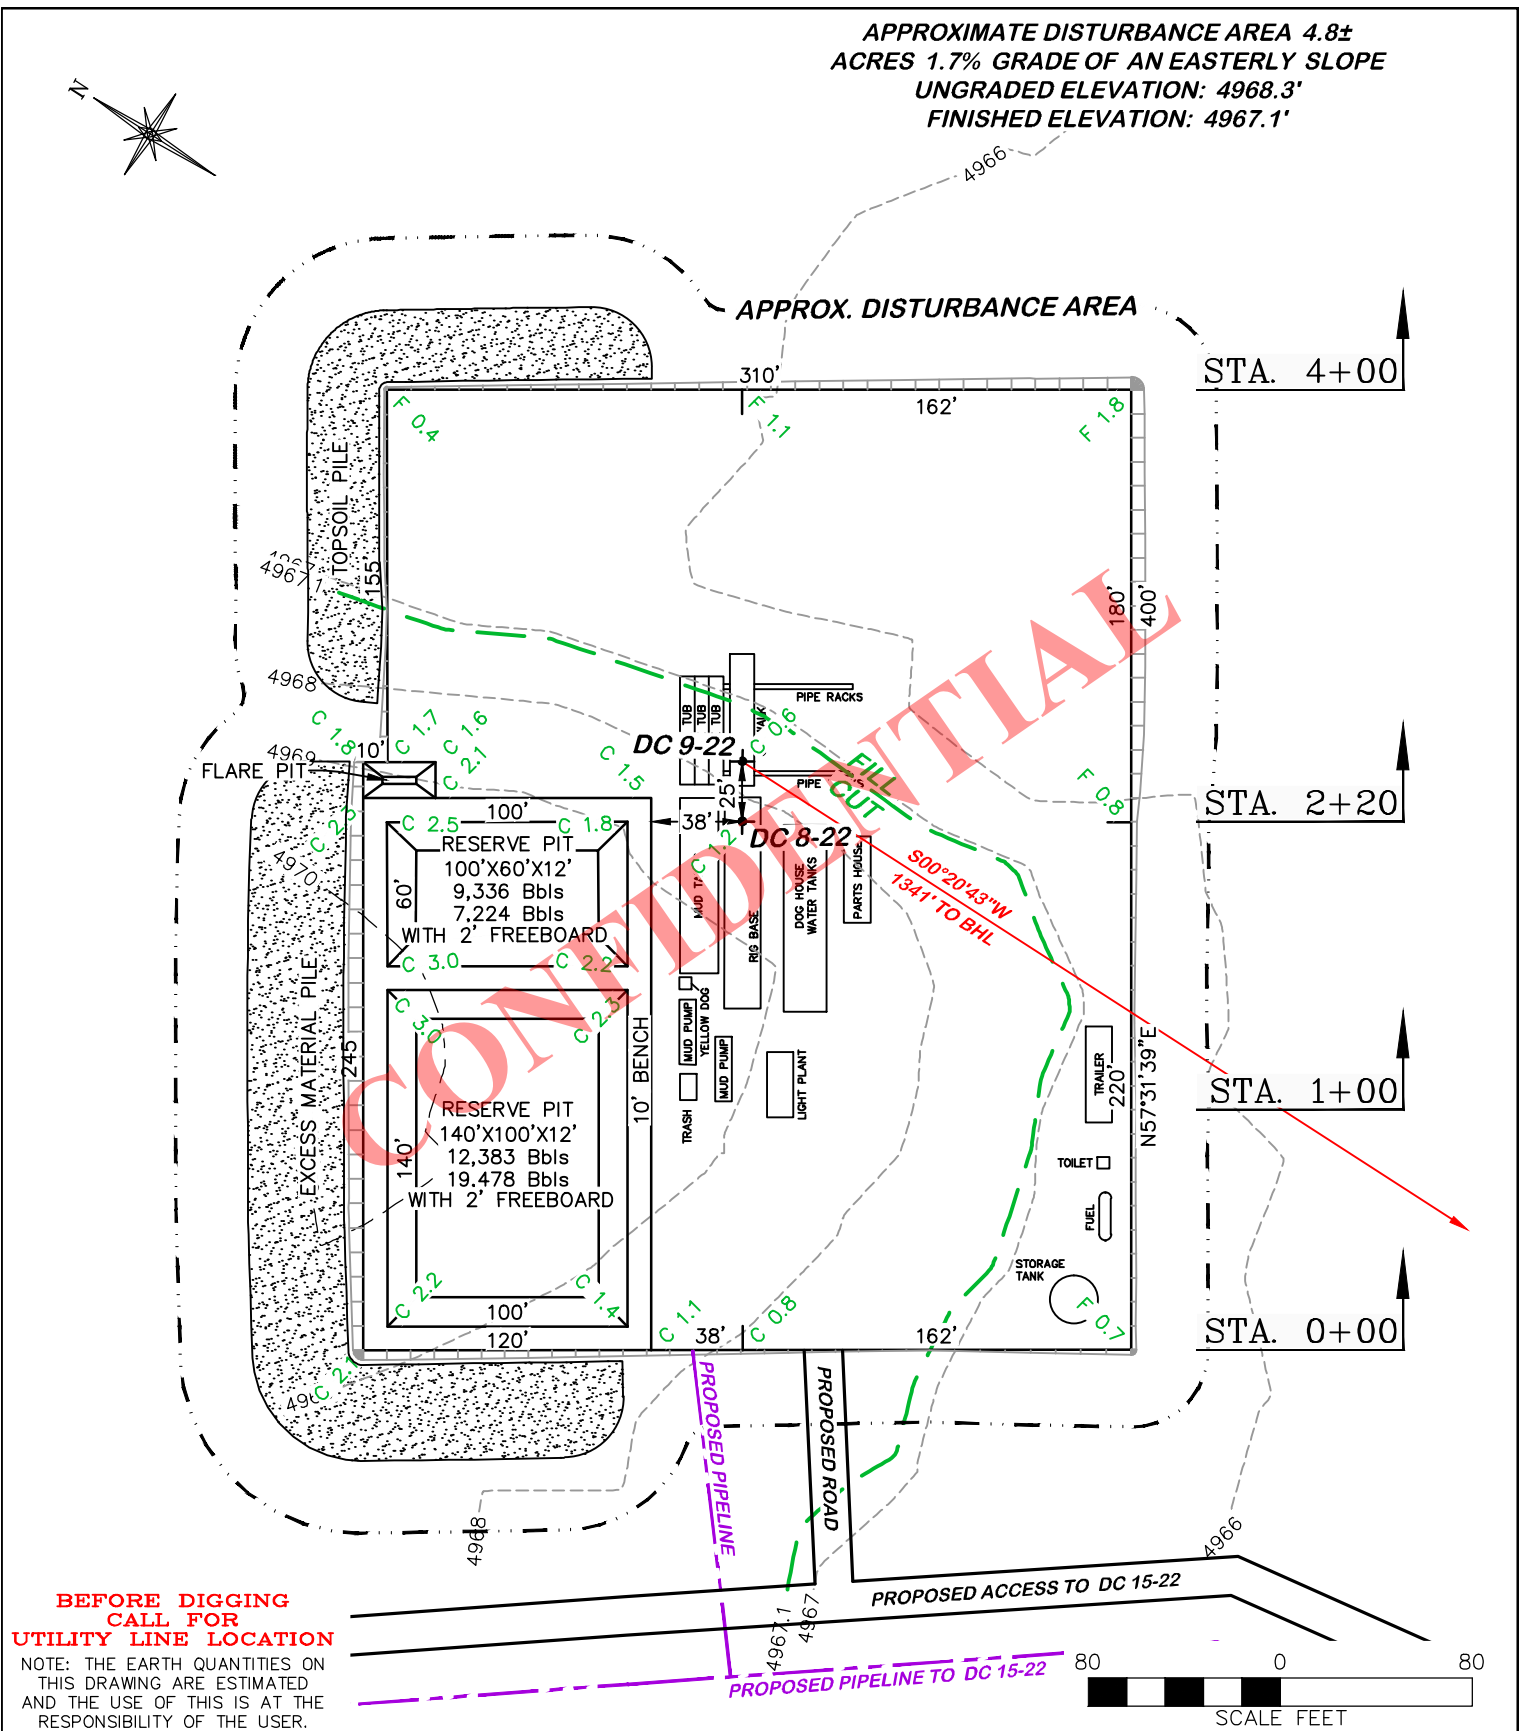 APPROXIMATE DISTURBANCE AREA 4.8±
ACRES 1.7% GRADE OF AN EASTERLY SLOPE
UNGRADED ELEVATION: 4968.3'
FINISHED ELEVATION: 4967.1'
N
4966
APPROX. DISTURBANCE AREA
STA. 4+00
310'
162'
F 0.4
F 1.1
F 1.8
TOPSOIL PILE
155'
4967.1
180'
400'
4968
PIPE RACKS
TUB
TUB
TUB
C 1.8
C 1.7
C 1.6
C 2.1
C 1.5
C 0.6
DC 9-22
10'
4969
FLARE PIT
PIPE
25'
FILL
CUT
F 0.8
STA. 2+20
100'
38'
DC 8-22
C 2.5
C 1.8
C 1.2
RESERVE PIT
100'X60'X12'
9,336 Bbls
7,224 Bbls
WITH 2' FREEBOARD
60'
C 3.0
C 2.2
4970
RIG BASE
DOG HOUSE
WATER TANKS
PARTS HOUSE
S00°20'43"W
1341' TO BHL
C 3.0
C 2.3
EXCESS MATERIAL PILE
245'
10' BENCH
MUD PUMP
YELLOW DOG
MUD PUMP
TRASH
LIGHT PLANT
TRAILER
220'
N57°31'39"E
STA. 1+00
RESERVE PIT
140'X100'X12'
12,383 Bbls
19,478 Bbls
WITH 2' FREEBOARD
140'
TOILET
FUEL
STORAGE
TANK
C 2.2
C 1.4
100'
120'
C 1.1
38'
C 0.8
162'
F 0.7
STA. 0+00
C 2.1
PROPOSED PIPELINE
PROPOSED ROAD
4968
4966
PROPOSED ACCESS TO DC 15-22
4967.1
4967
PROPOSED PIPELINE TO DC 15-22
BEFORE DIGGING
CALL FOR
UTILITY LINE LOCATION
NOTE: THE EARTH QUANTITIES ON
THIS DRAWING ARE ESTIMATED
AND THE USE OF THIS IS AT THE
RESPONSIBILITY OF THE USER.
80 0 80
SCALE FEET
CONFIDENTIAL